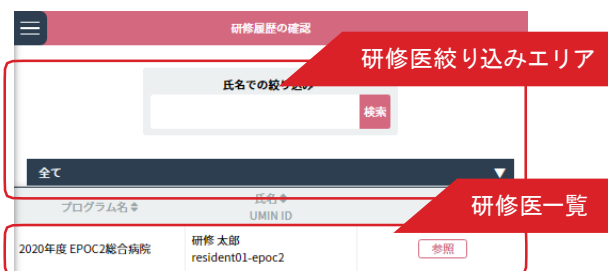 研修履歴の確認
研修医絞り込みエリア
氏名での絞り込み
検索
全て ▼
研修医一覧
プログラム名 氏名
UMIN ID
2020年度 EPOC2総合病院 研修 太郎 参照
resident01-epoc2